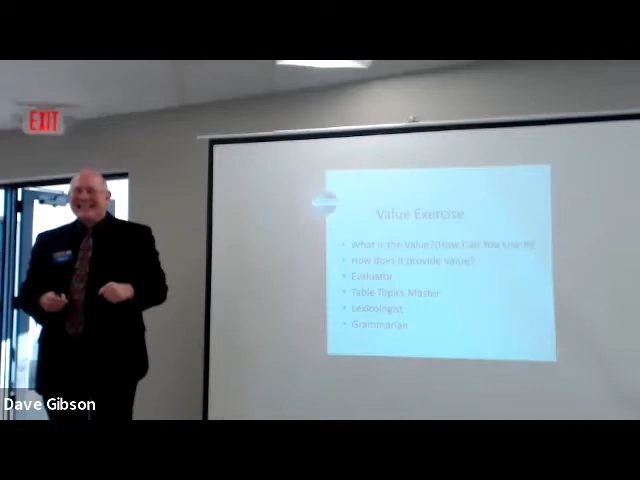 EXIT
Value Exercise
• What is the Value?(How Can You Use It)
• How does it provide Value?
• Evaluator
• Table Topics Master
• Lexicologist
• Grammarian
Dave Gibson